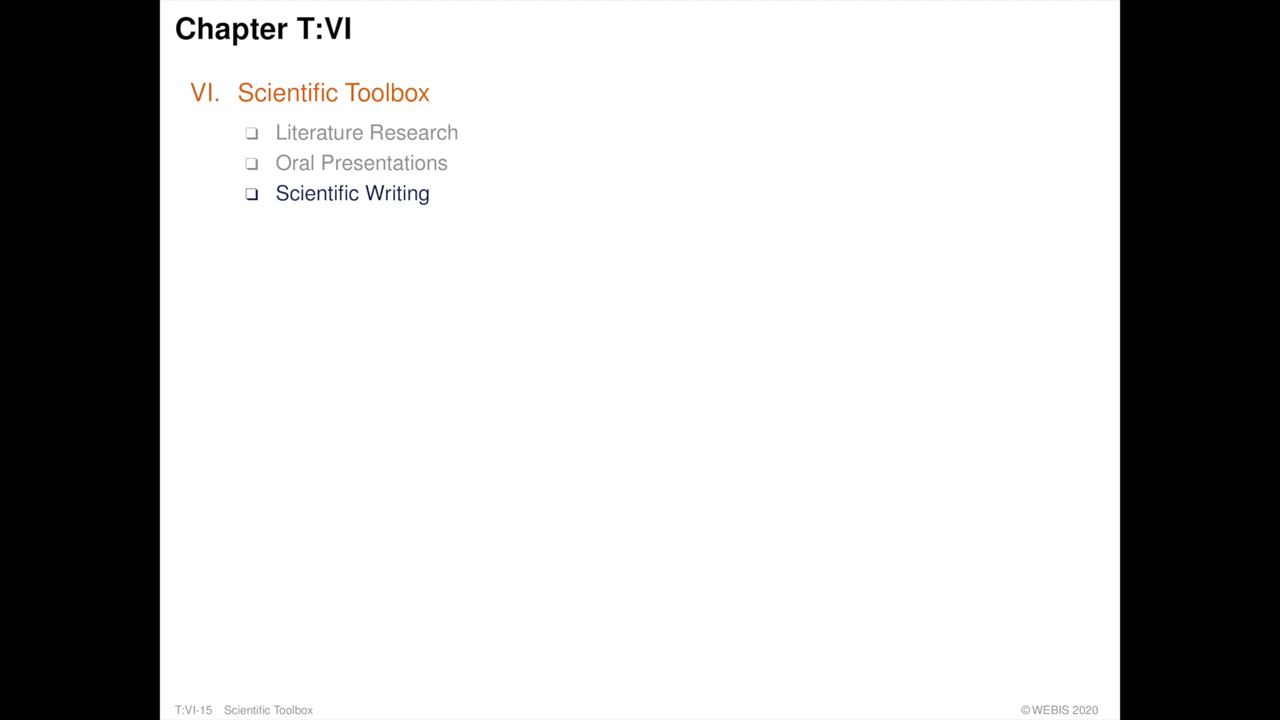 Chapter T:VI
VI. Scientific Toolbox
❑ Literature Research
❑ Oral Presentations
❑ Scientific Writing
T:VI-15 Scientific Toolbox ©WEBIS 2020